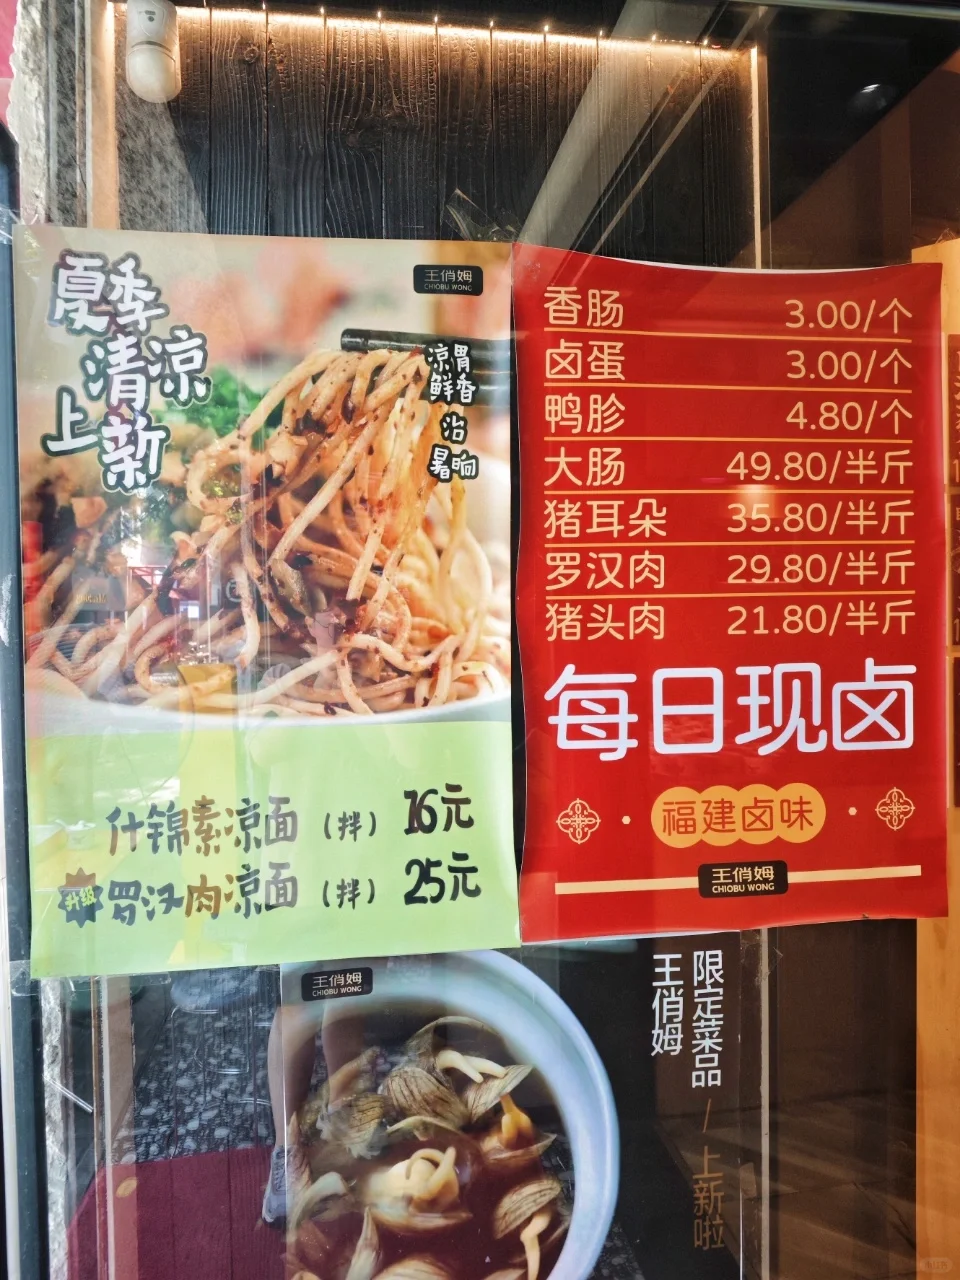 夏季
清凉
上新
王俏姆
CHIOBU WONG
凉胃
鲜香
治
暑晌
什锦素凉面（拌）16元
升级 罗汉肉凉面（拌）25元
香肠 3.00/个
卤蛋 3.00/个
鸭胗 4.80/个
大肠 49.80/半斤
猪耳朵 35.80/半斤
罗汉肉 29.80/半斤
猪头肉 21.80/半斤
每日现卤
福建卤味
王俏姆
CHIOBU WONG
王俏姆
CHIOBU WONG
限定菜品 / 上新啦
王俏姆